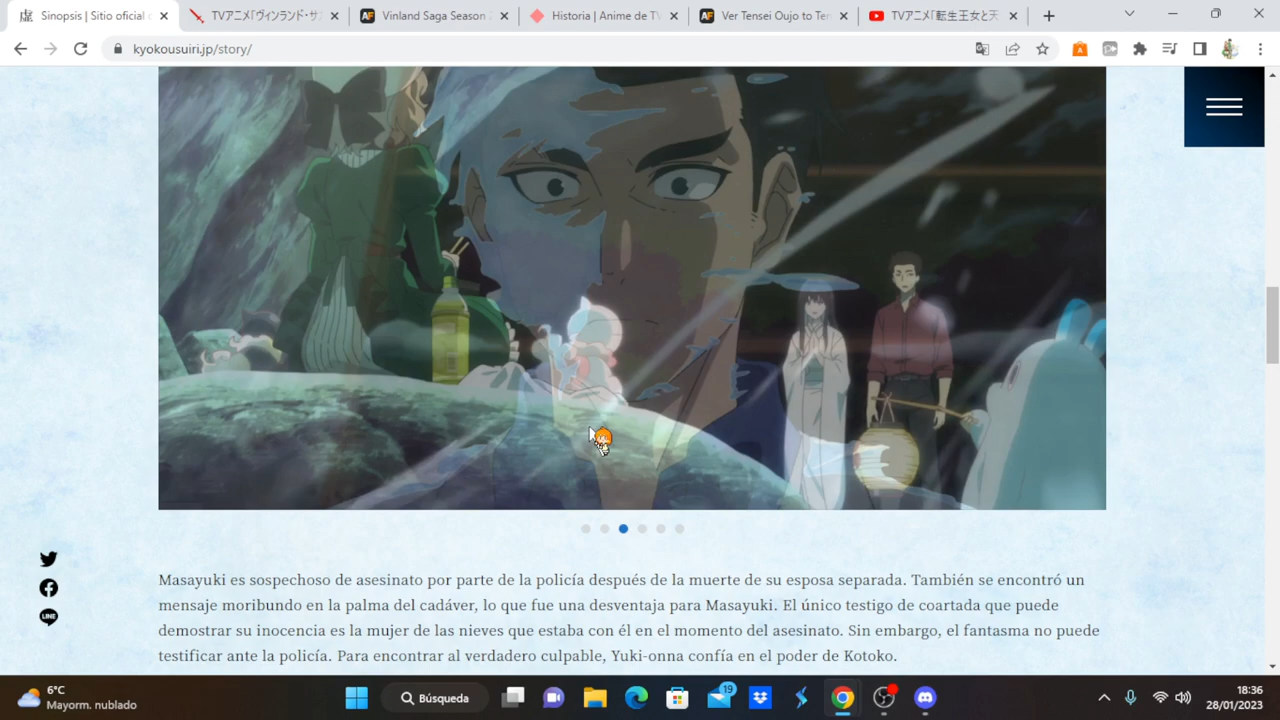 Sinopsis | Sitio oficial d
TVアニメ「ヴィンランド・サガ
Vinland Saga Season 2
Historia | Anime de TV
Ver Tensei Oujo to Ten
TVアニメ「転生王女と天
kyokousuiri.jp/story/
Masayuki es sospechoso de asesinato por parte de la policía después de la muerte de su esposa separada. También se encontró un
mensaje moribundo en la palma del cadáver, lo que fue una desventaja para Masayuki. El único testigo de coartada que puede
demostrar su inocencia es la mujer de las nieves que estaba con él en el momento del asesinato. Sin embargo, el fantasma no puede
testificar ante la policía. Para encontrar al verdadero culpable, Yuki-onna confía en el poder de Kotoko.
LINE
6°C
Mayorm. nublado
Búsqueda
19
18:36
28/01/2023